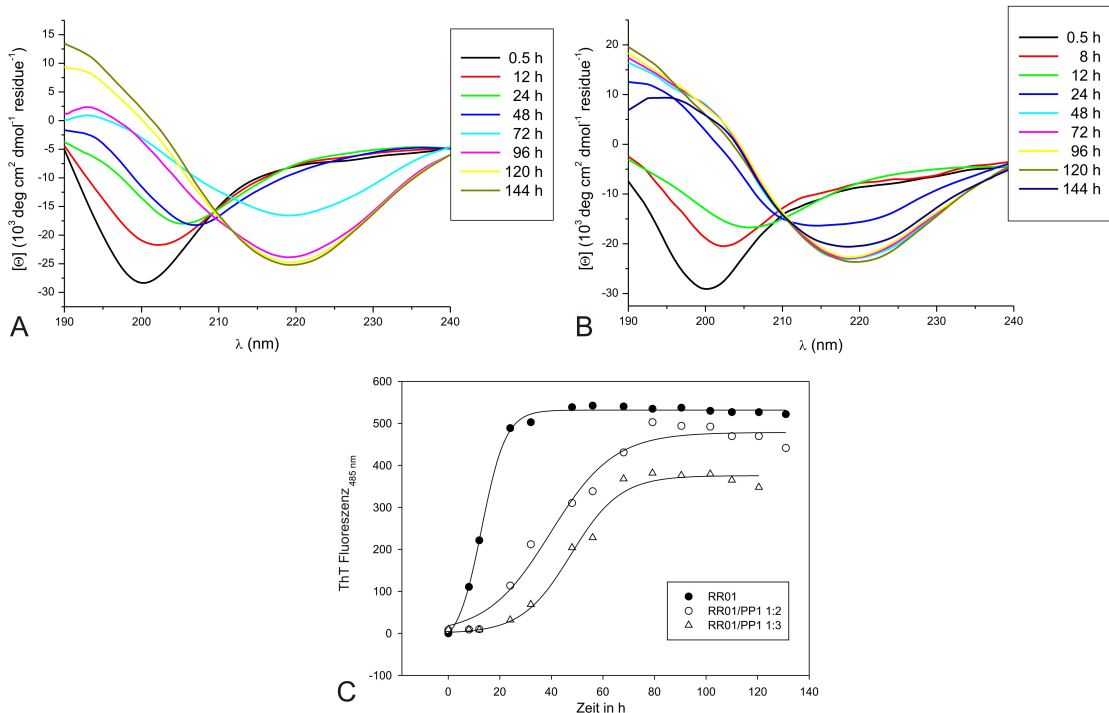 15
10
5
0
-5
-10
-15
-20
-25
-30
[Θ] (10³ deg cm² dmol⁻¹ residue⁻¹)
190 200 210 220 230 240
λ (nm)
A
0.5 h
12 h
24 h
48 h
72 h
96 h
120 h
144 h
20
10
0
-10
-20
-30
[Θ] (10³ deg cm² dmol⁻¹ residue⁻¹)
190 200 210 220 230 240
λ (nm)
B
0.5 h
8 h
12 h
24 h
48 h
72 h
96 h
120 h
144 h
600
500
400
300
200
100
0
-100
ThT Fluoreszenz485 nm
0 20 40 60 80 100 120 140
Zeit in h
C
RR01
RR01/PP1 1:2
RR01/PP1 1:3